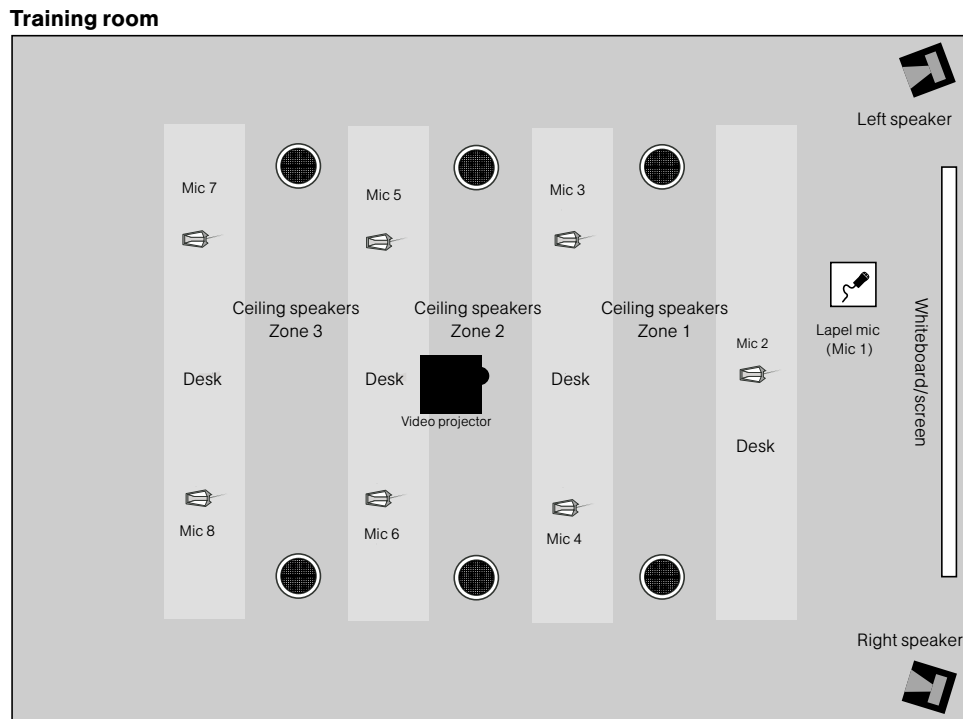 Training room
Left speaker
Mic 7
Mic 5
Mic 3
Ceiling speakers
Zone 3
Ceiling speakers
Zone 2
Ceiling speakers
Zone 1
Lapel mic
(Mic 1)
Whiteboard/screen
Mic 2
Desk
Desk
Desk
Video projector
Desk
Mic 8
Mic 6
Mic 4
Right speaker